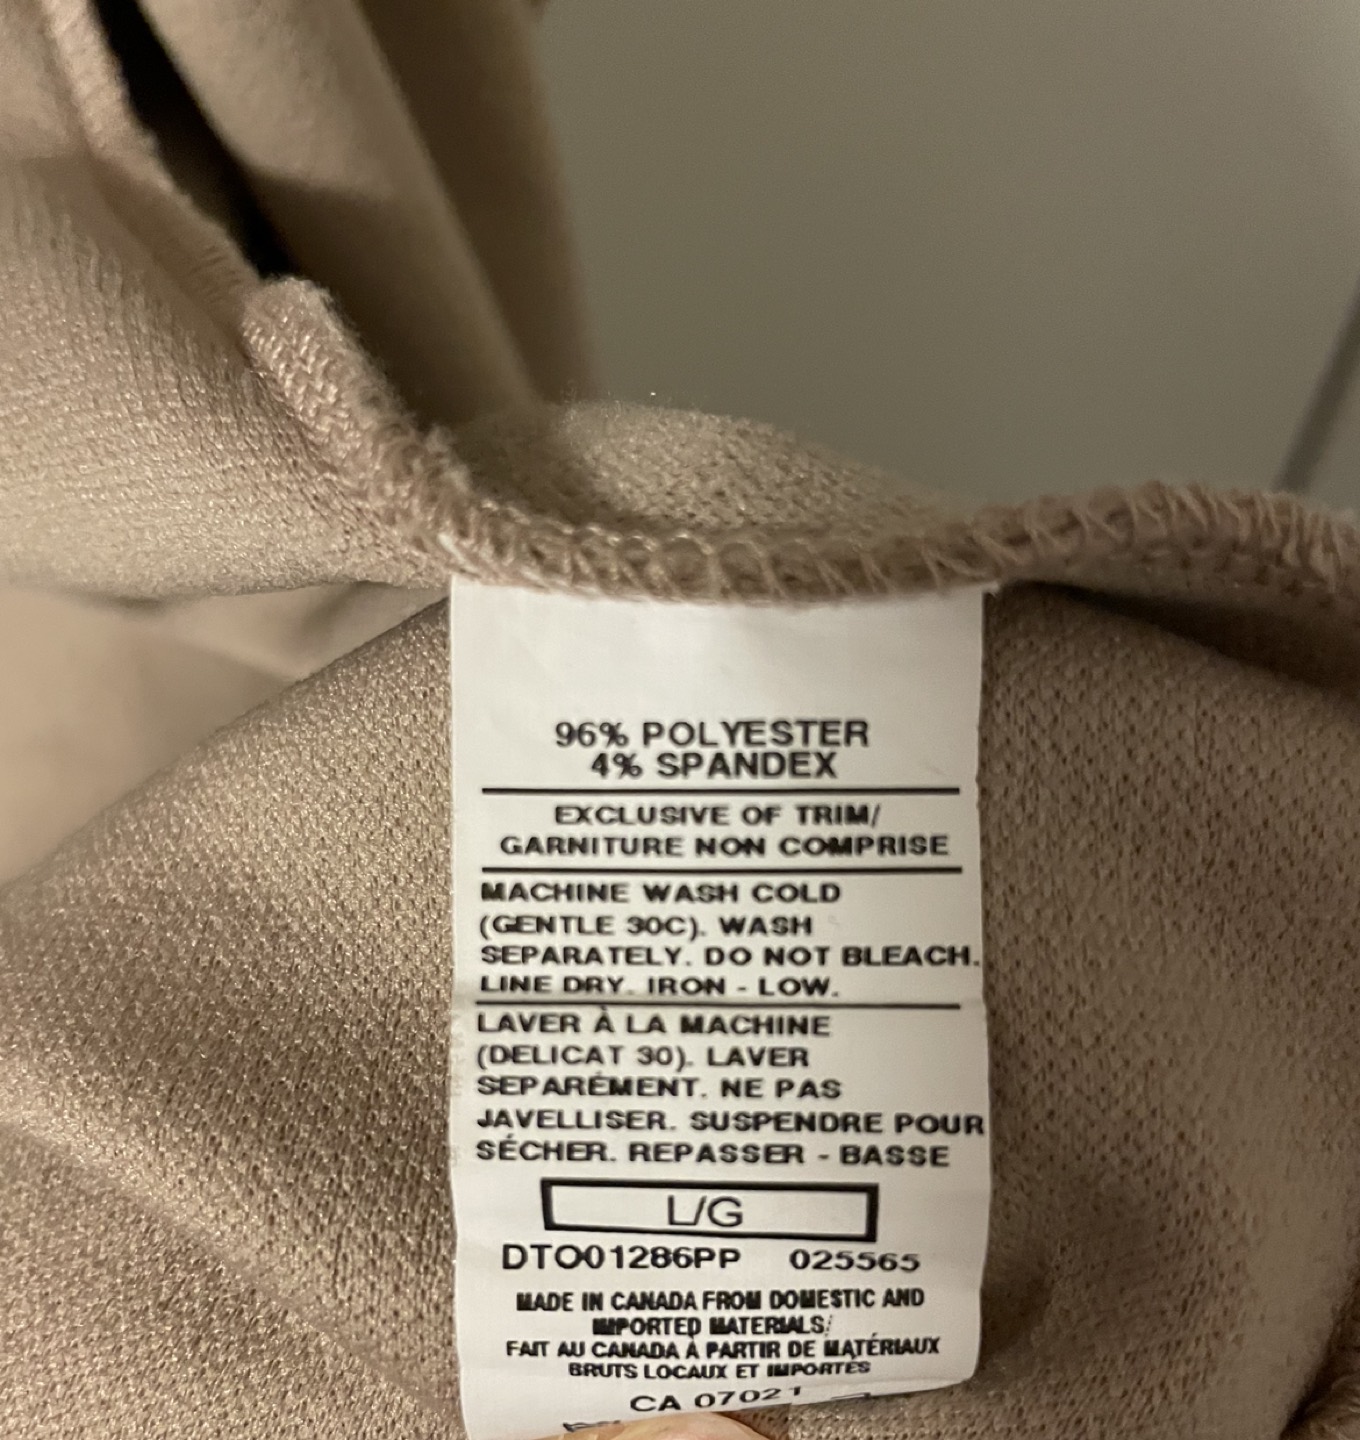 96% POLYESTER
4% SPANDEX
EXCLUSIVE OF TRIM/
GARNITURE NON COMPRISE
MACHINE WASH COLD
(GENTLE 30C). WASH
SEPARATELY. DO NOT BLEACH.
LINE DRY. IRON - LOW.
LAVER À LA MACHINE
(DELICAT 30). LAVER
SEPARÉMENT. NE PAS
JAVELLISER. SUSPENDRE POUR
SÉCHER. REPASSER - BASSE
L/G
DTO01286PP 025565
MADE IN CANADA FROM DOMESTIC AND
IMPORTED MATERIALS/
FAIT AU CANADA À PARTIR DE MATÉRIAUX
BRUTS LOCAUX ET IMPORTÉS
CA 07021